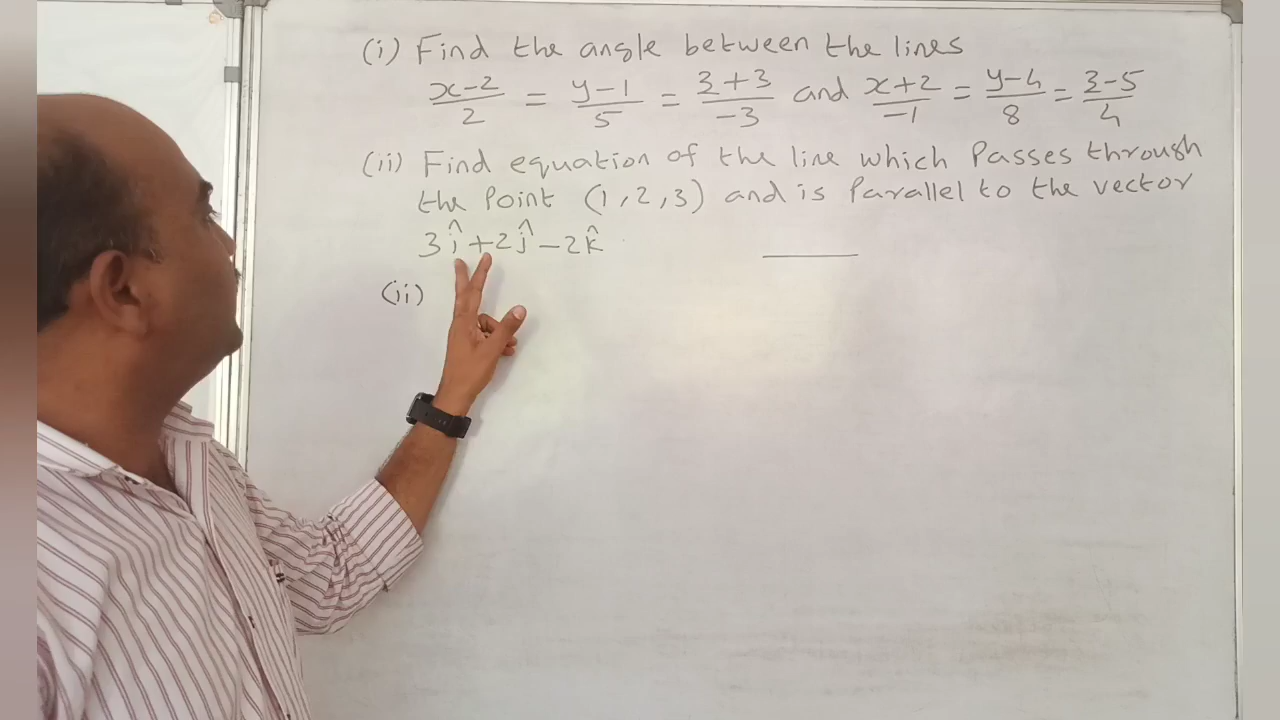 (i) Find the angle between the lines
x-2/2 = y-1/5 = z+3/-3 and x+2/-1 = y-4/8 = z-5/4
(ii) Find equation of the line which Passes through
the Point (1,2,3) and is Parallel to the vector
3î+2ĵ-2k̂
(ii)